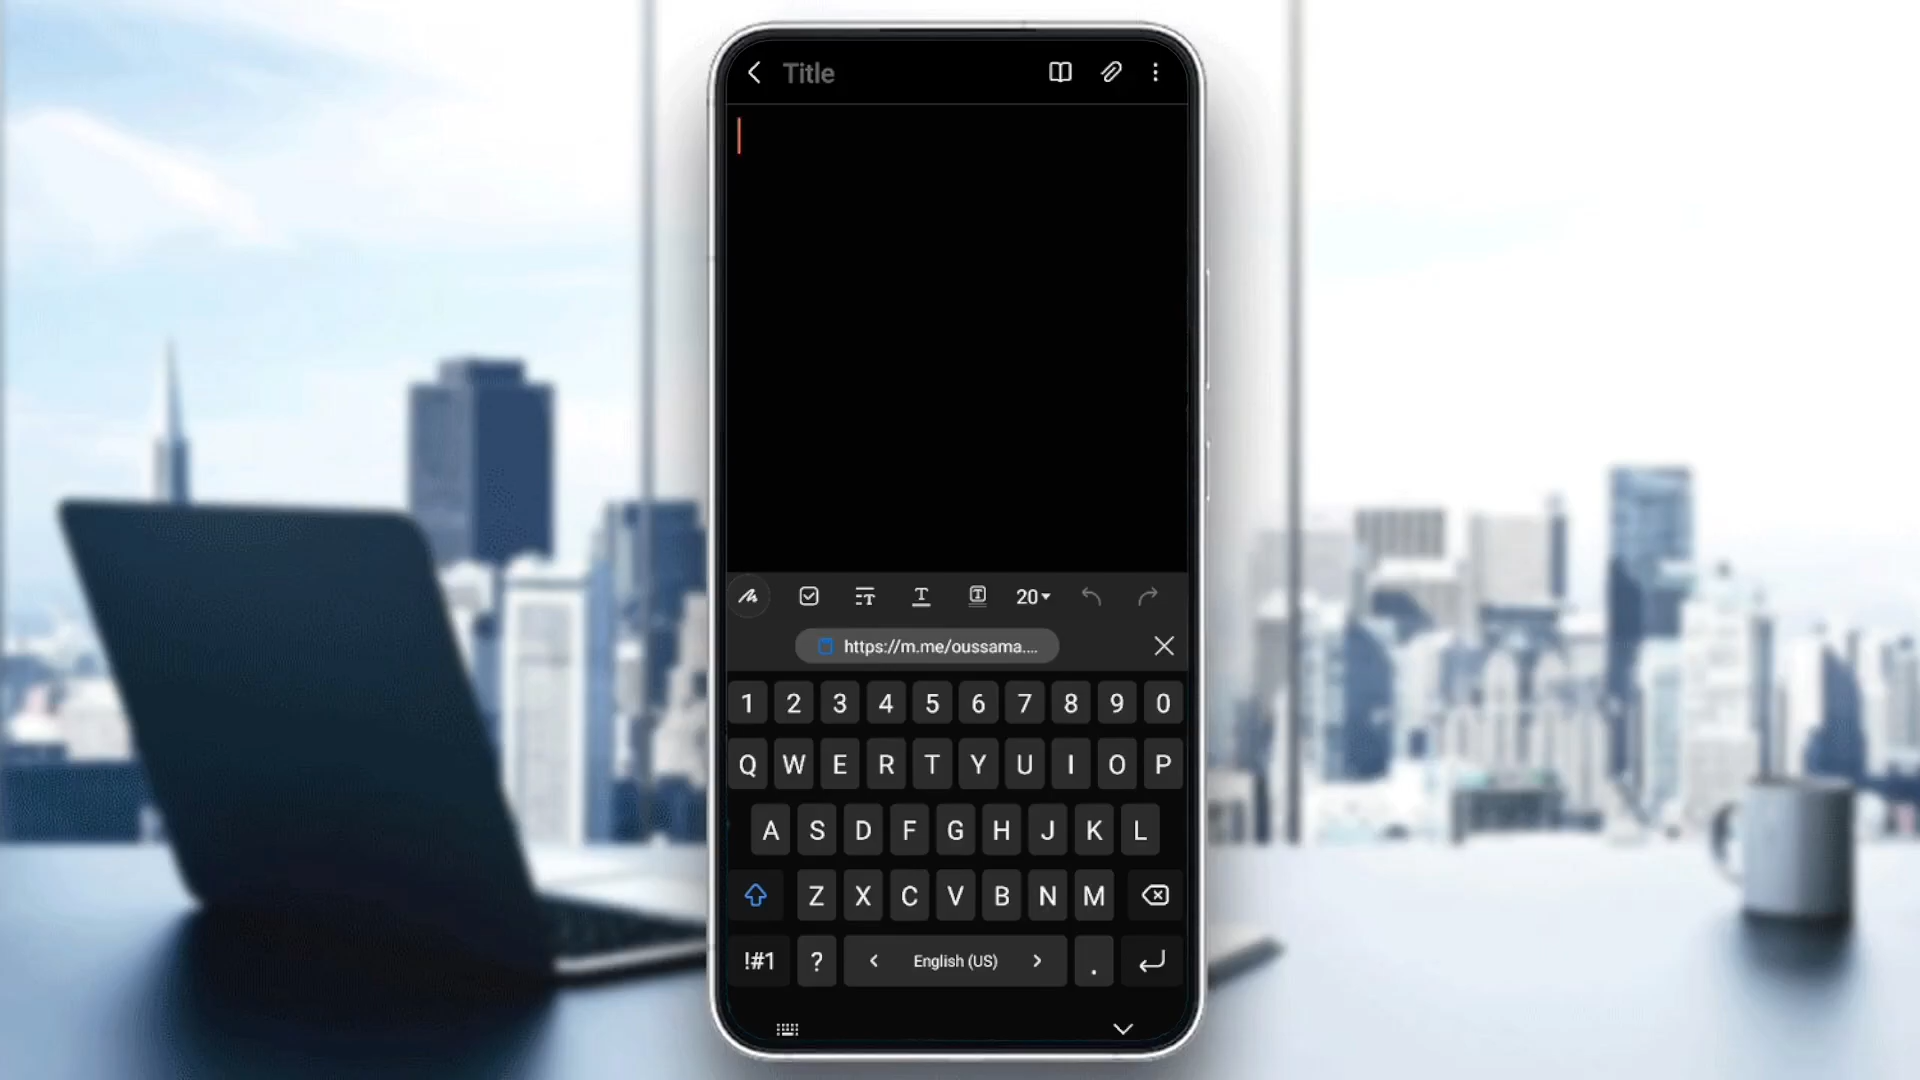 Title
20
https://m.me/oussama....
1 2 3 4 5 6 7 8 9 0
Q W E R T Y U I O P
A S D F G H J K L
Z X C V B N M
!#1 ? < English (US) > .